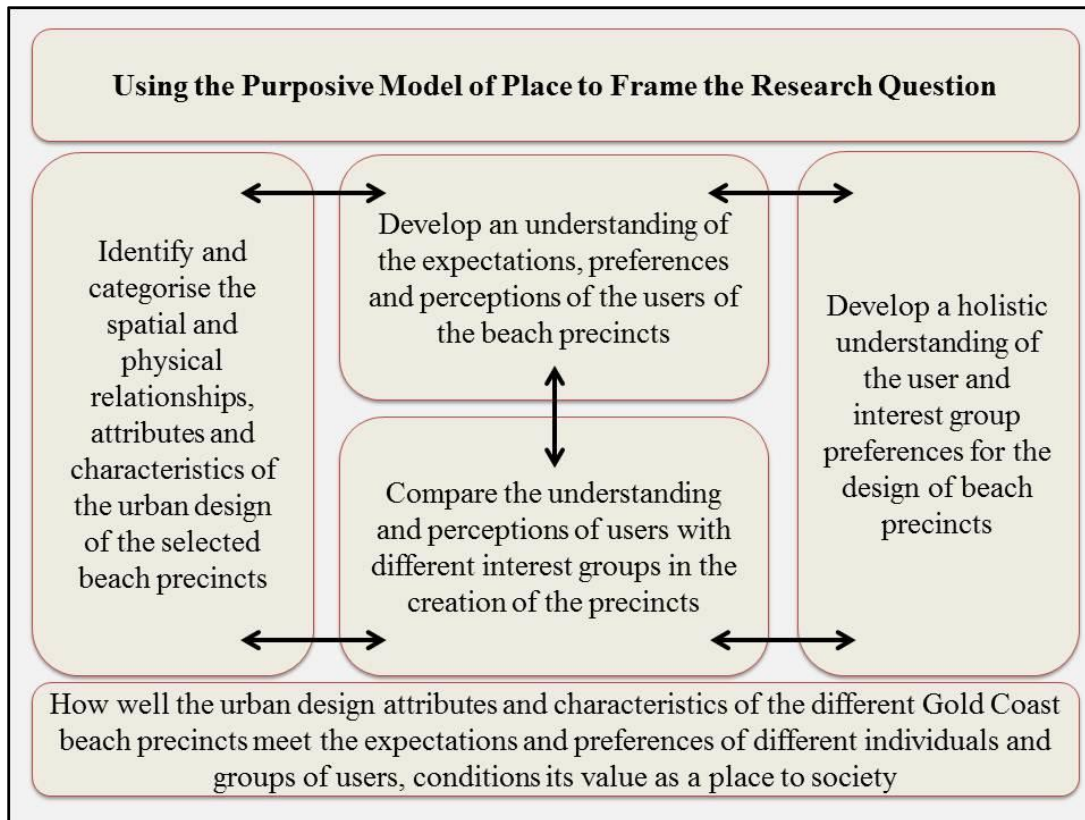 Using the Purposive Model of Place to Frame the Research Question
Identify and
categorise the
spatial and
physical
relationships,
attributes and
characteristics of
the urban design
of the selected
beach precincts
Develop an understanding of
the expectations, preferences
and perceptions of the users of
the beach precincts
Compare the understanding
and perceptions of users with
different interest groups in the
creation of the precincts
Develop a holistic
understanding of
the user and
interest group
preferences for the
design of beach
precincts
How well the urban design attributes and characteristics of the different Gold Coast
beach precincts meet the expectations and preferences of different individuals and
groups of users, conditions its value as a place to society